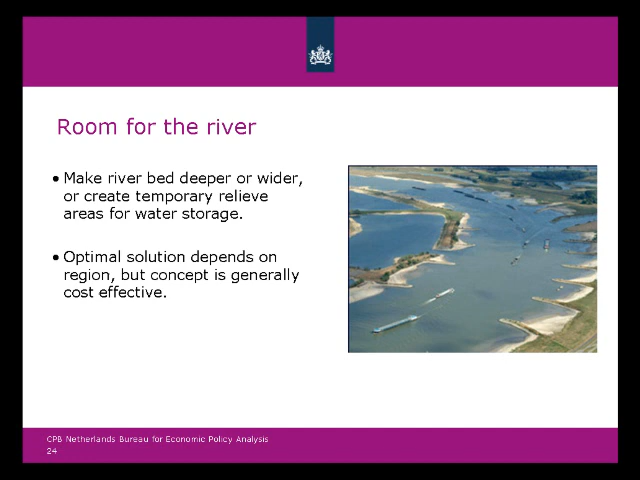 Room for the river
• Make river bed deeper or wider,
or create temporary relieve
areas for water storage.
• Optimal solution depends on
region, but concept is generally
cost effective.
CPB Netherlands Bureau for Economic Policy Analysis
24